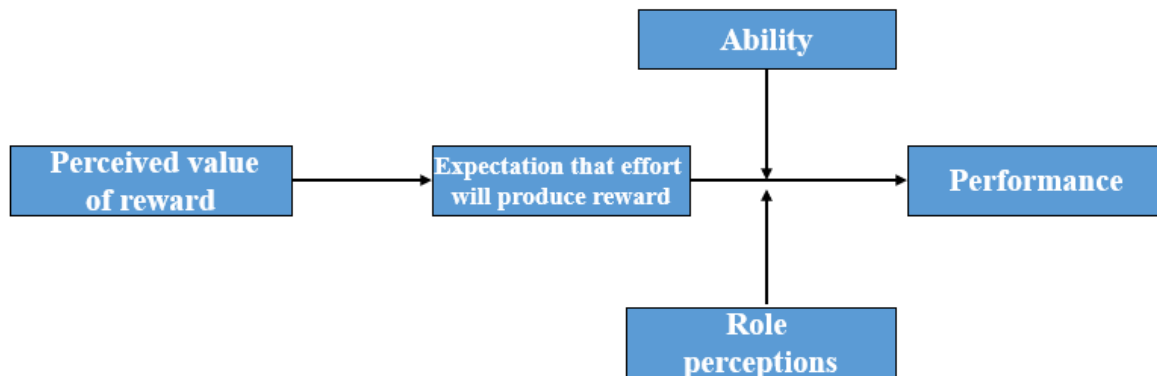 Ability
Perceived value
of reward
Expectation that effort
will produce reward
Performance
Role
perceptions